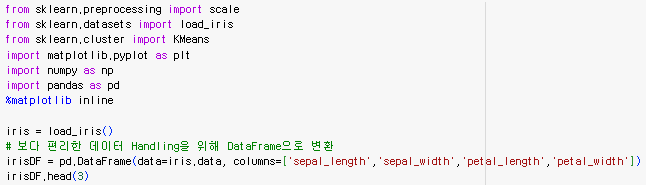 from sklearn.preprocessing import scale
from sklearn.datasets import load_iris
from sklearn.cluster import KMeans
import matplotlib.pyplot as plt
import numpy as np
import pandas as pd
%matplotlib inline
iris = load_iris()
# 보다 편리한 데이터 Handling을 위해 DataFrame으로 변환
irisDF = pd.DataFrame(data=iris.data, columns=['sepal_length','sepal_width','petal_length','petal_width'])
irisDF.head(3)